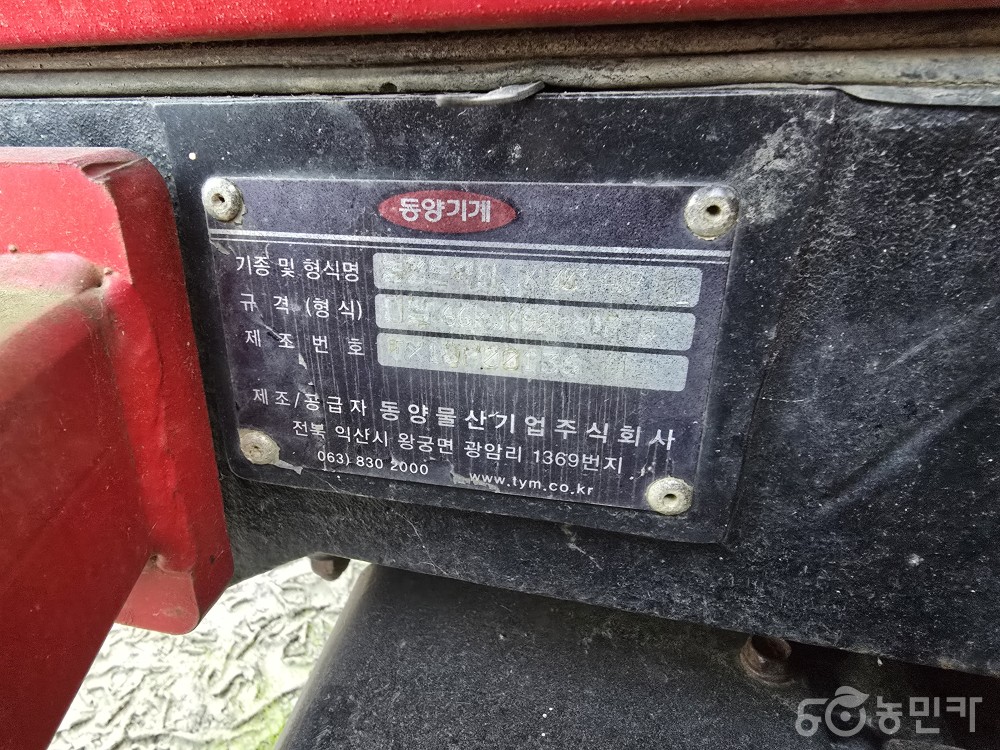 동양기계
기종 및 형식명
규 격 (형 식)
제 조 번 호
제조/공급자 동양물산기업주식회사
전북 익산시 왕궁면 광암리 1369번지
063) 830 2000
www.tym.co.kr
농민카